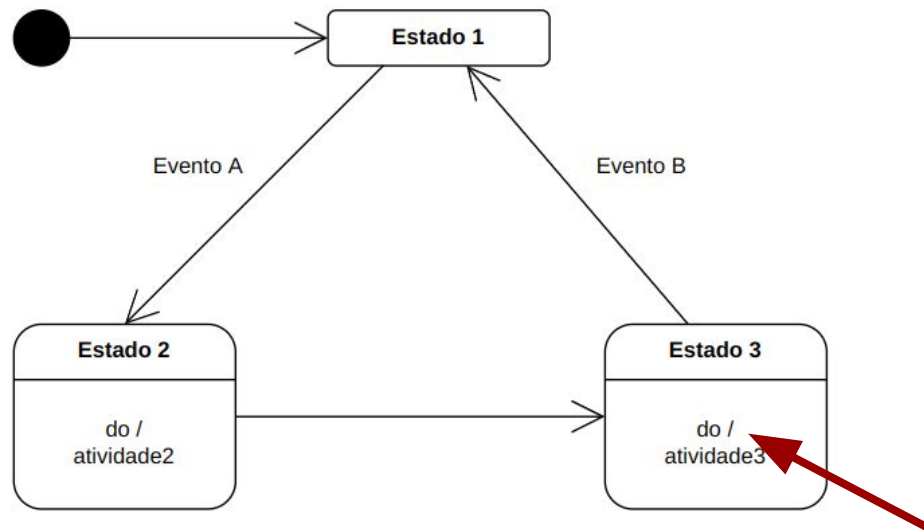 Estado 1
Evento A
Evento B
Estado 2
do /
atividade2
Estado 3
do /
atividade3